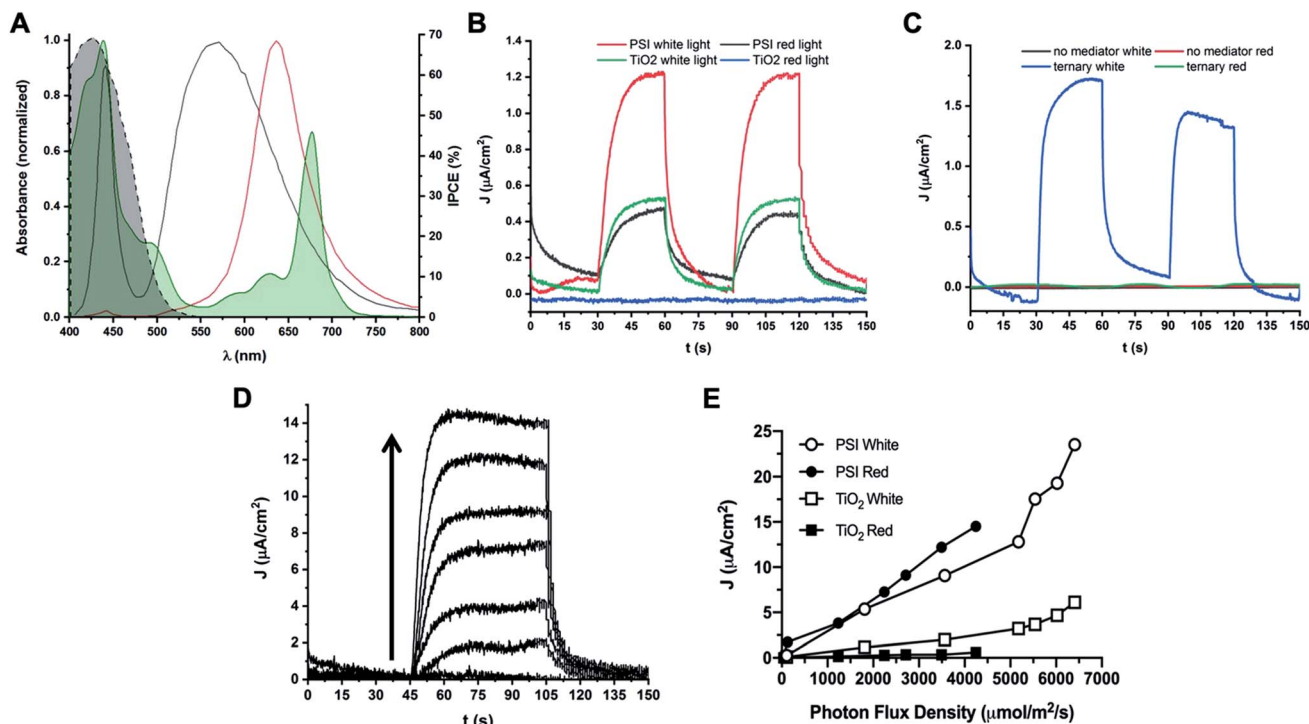 A
Absorbance (normalized)
1.0
0.8
0.6
0.4
0.2
0.0
70
60
50
40
30
20
10
0
IPCE (%)
400 450 500 550 600 650 700 750 800
λ (nm)
B
PSI white light PSI red light
TiO2 white light TiO2 red light
J (μA/cm²)
1.4
1.2
1.0
0.8
0.6
0.4
0.2
0.0
0 15 30 45 60 75 90 105 120 135 150
t (s)
C
no mediator white no mediator red
ternary white ternary red
J (μA/cm²)
2.0
1.5
1.0
0.5
0.0
0 15 30 45 60 75 90 105 120 135 150
t (s)
D
J (μA/cm²)
14
12
10
8
6
4
2
0
0 15 30 45 60 75 90 105 120 135 150
t (s)
E
J (μA/cm²)
25
20
15
10
5
0
PSI White
PSI Red
TiO₂ White
TiO₂ Red
0 1000 2000 3000 4000 5000 6000 7000
Photon Flux Density (μmol/m²/s)